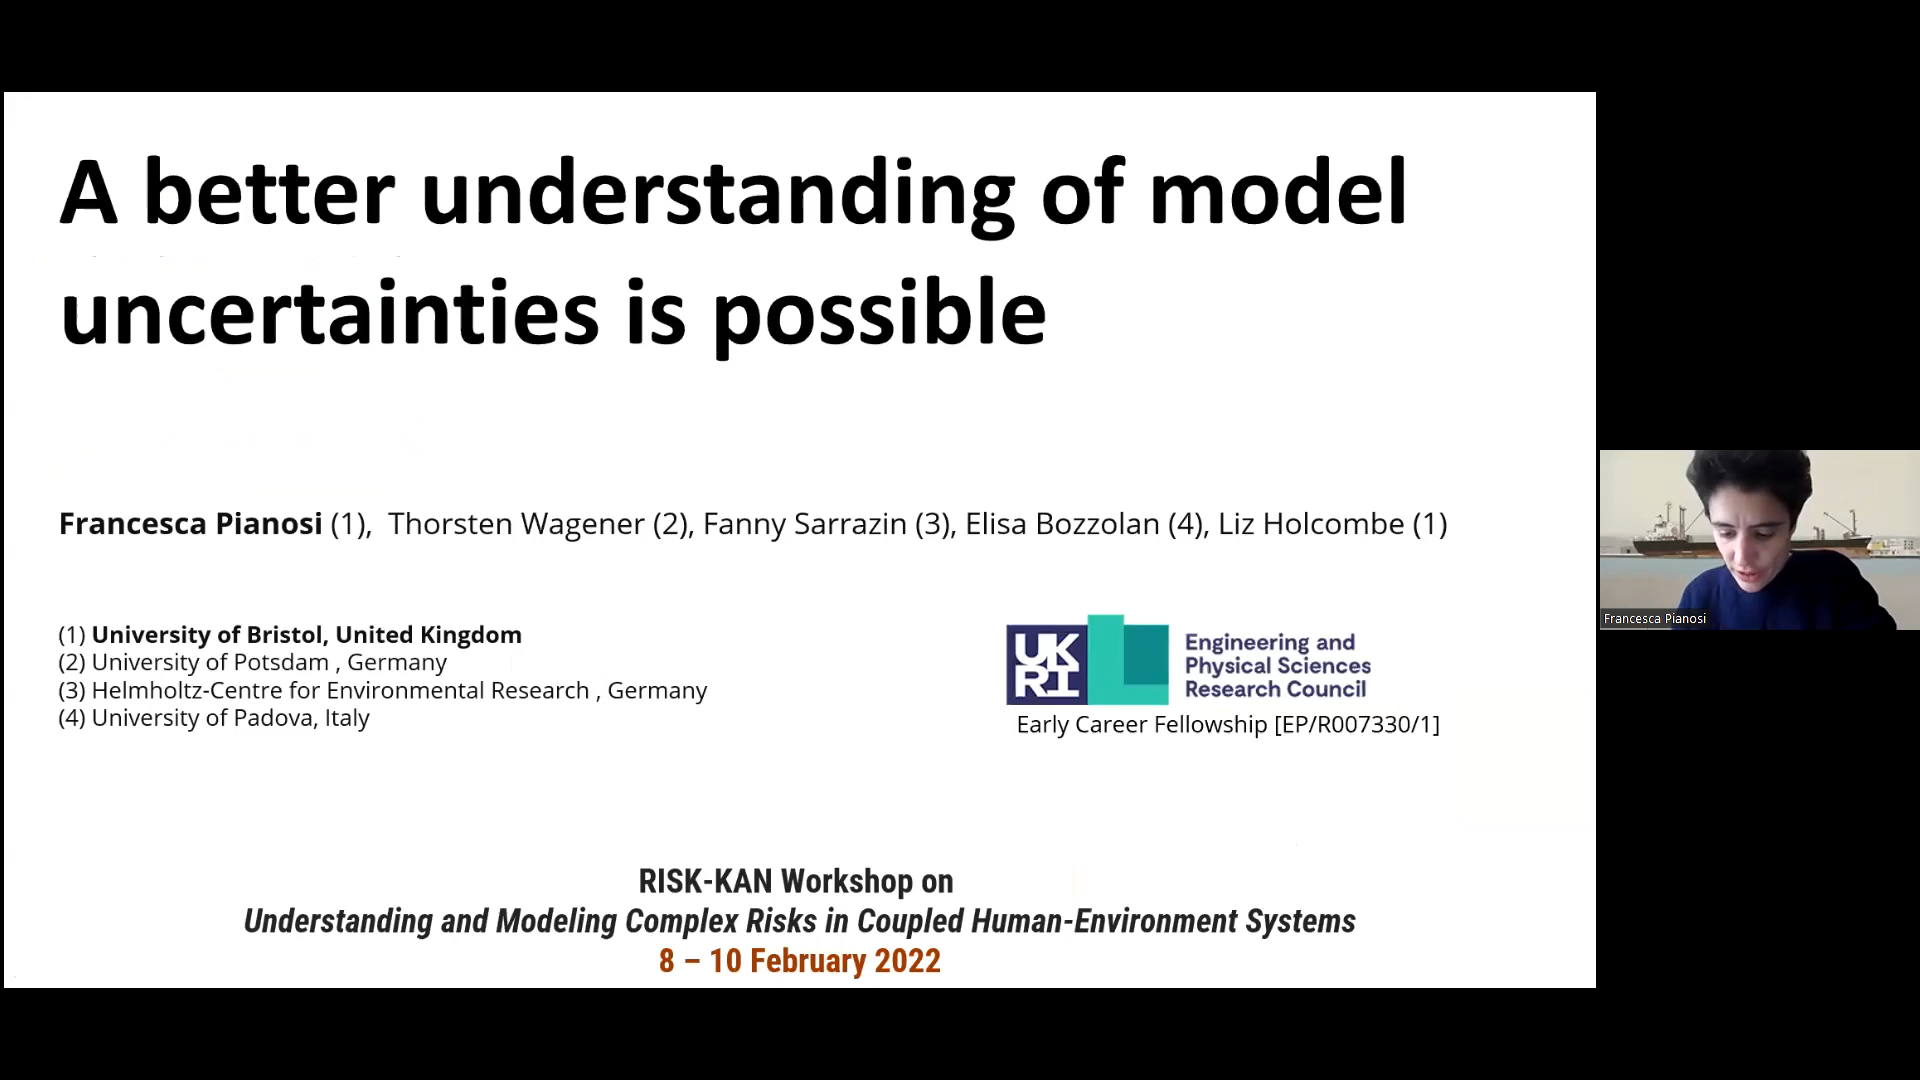 A better understanding of model
uncertainties is possible
Francesca Pianosi (1),  Thorsten Wagener (2), Fanny Sarrazin (3), Elisa Bozzolan (4), Liz Holcombe (1)
(1) University of Bristol, United Kingdom
(2) University of Potsdam , Germany
(3) Helmholtz-Centre for Environmental Research , Germany
(4) University of Padova, Italy
UK
RI
Engineering and
Physical Sciences
Research Council
Early Career Fellowship [EP/R007330/1]
RISK-KAN Workshop on
Understanding and Modeling Complex Risks in Coupled Human-Environment Systems
8 – 10 February 2022
Francesca Pianosi